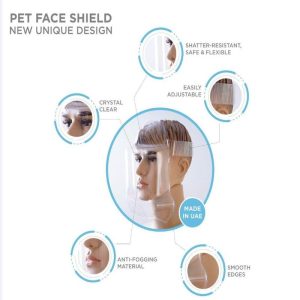 PET FACE SHIELD
NEW UNIQUE DESIGN
SHATTER-RESISTANT,
SAFE & FLEXIBLE
EASILY
ADJUSTABLE
CRYSTAL
CLEAR
MADE
IN UAE
ANTI-FOGGING
MATERIAL
SMOOTH
EDGES